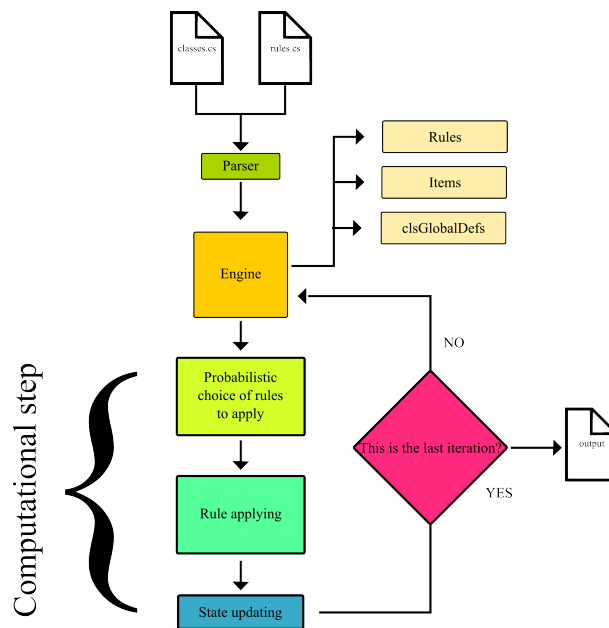 classes.cs
rules.cs
Parser
Rules
Items
clsGlobalDefs
Engine
NO
Probabilistic
choice of rules
to apply
This is the last iteration?
output
YES
Rule applying
State updating
Computational step